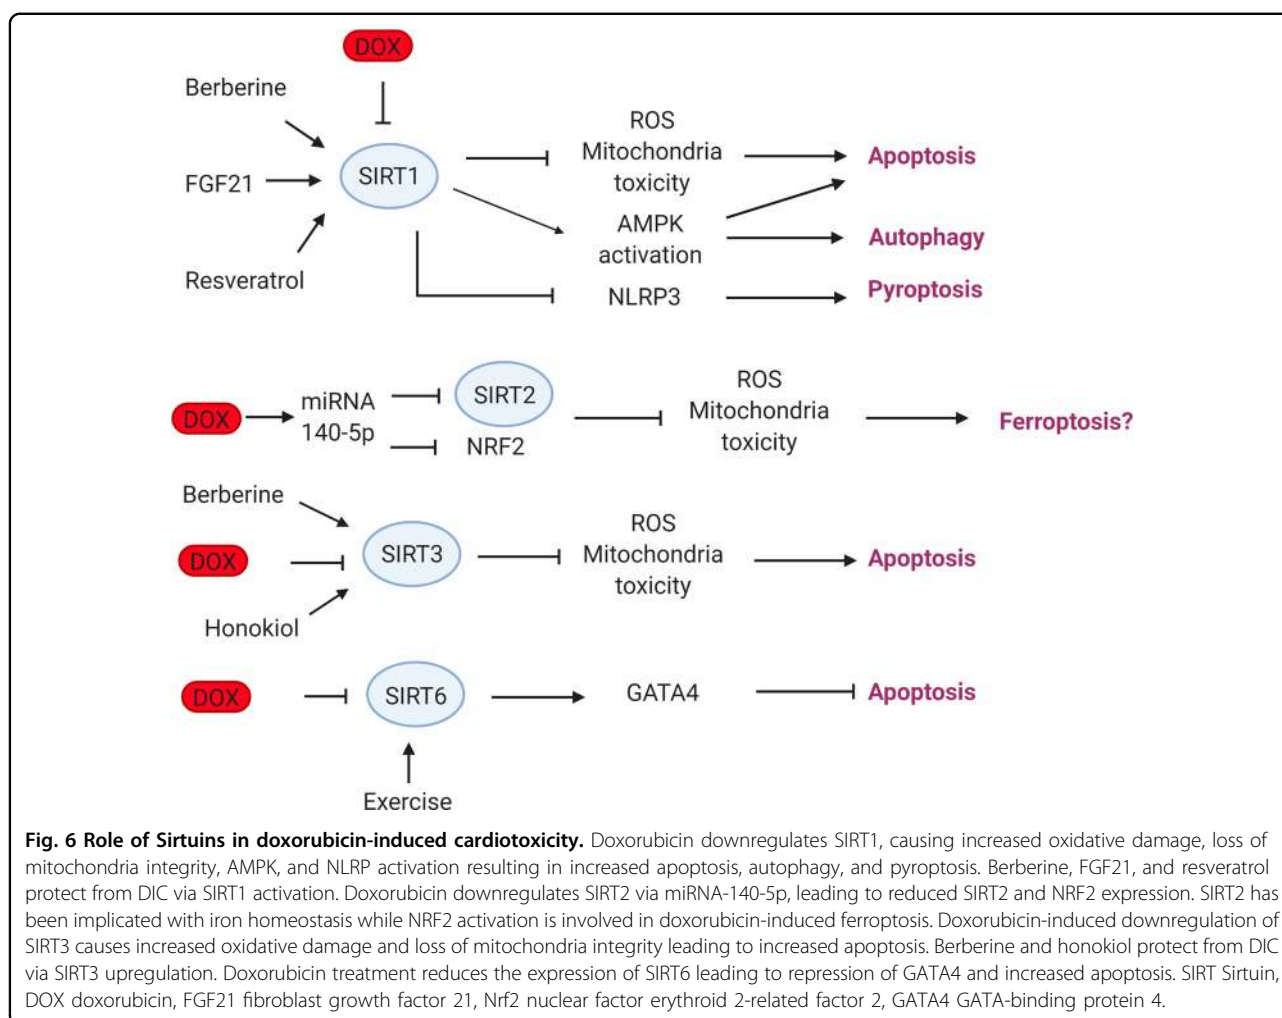 DOX
Berberine
FGF21
Resveratrol
SIRT1
ROS
Mitochondria
toxicity
AMPK
activation
NLRP3
Apoptosis
Autophagy
Pyroptosis
DOX
miRNA
140-5p
SIRT2
NRF2
ROS
Mitochondria
toxicity
Ferroptosis?
Berberine
DOX
Honokiol
SIRT3
ROS
Mitochondria
toxicity
Apoptosis
DOX
SIRT6
GATA4
Apoptosis
Exercise
Fig. 6 Role of Sirtuins in doxorubicin-induced cardiotoxicity. Doxorubicin downregulates SIRT1, causing increased oxidative damage, loss of
mitochondria integrity, AMPK, and NLRP activation resulting in increased apoptosis, autophagy, and pyroptosis. Berberine, FGF21, and resveratrol
protect from DIC via SIRT1 activation. Doxorubicin downregulates SIRT2 via miRNA-140-5p, leading to reduced SIRT2 and NRF2 expression. SIRT2 has
been implicated with iron homeostasis while NRF2 activation is involved in doxorubicin-induced ferroptosis. Doxorubicin-induced downregulation of
SIRT3 causes increased oxidative damage and loss of mitochondria integrity leading to increased apoptosis. Berberine and honokiol protect from DIC
via SIRT3 upregulation. Doxorubicin treatment reduces the expression of SIRT6 leading to repression of GATA4 and increased apoptosis. SIRT Sirtuin,
DOX doxorubicin, FGF21 fibroblast growth factor 21, Nrf2 nuclear factor erythroid 2-related factor 2, GATA4 GATA-binding protein 4.